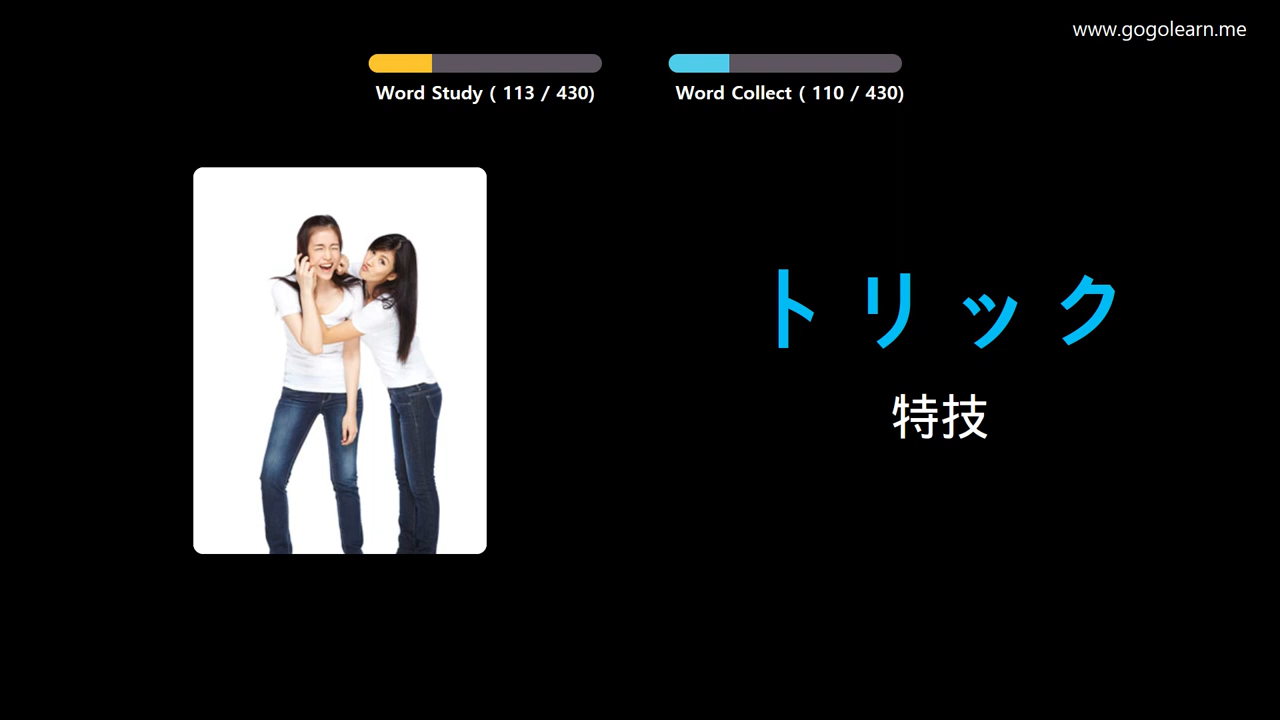 www.gogolearn.me
Word Study ( 113 / 430)
Word Collect ( 110 / 430)
トリック
特技